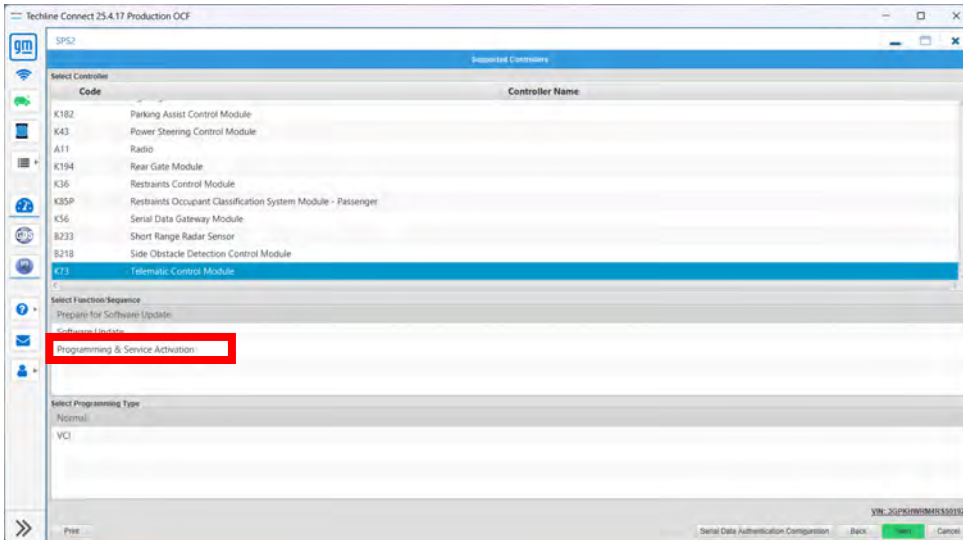 Techline Connect 25.4.17 Production OCF
gm
SPS2
Supported Controllers
Select Controller
Code Controller Name
K182 Parking Assist Control Module
K43 Power Steering Control Module
A11 Radio
K194 Rear Gate Module
K36 Restraints Control Module
K85P Restraints Occupant Classification System Module - Passenger
K56 Serial Data Gateway Module
B233 Short Range Radar Sensor
B218 Side Obstacle Detection Control Module
K73 Telematic Control Module
Select Function/Sequence
Prepare for Software Update
Software Update
Programming & Service Activation
Select Programming Type
Normal
VCI
VIN:
Print Serial Data Authentication Configuration Back Next Cancel